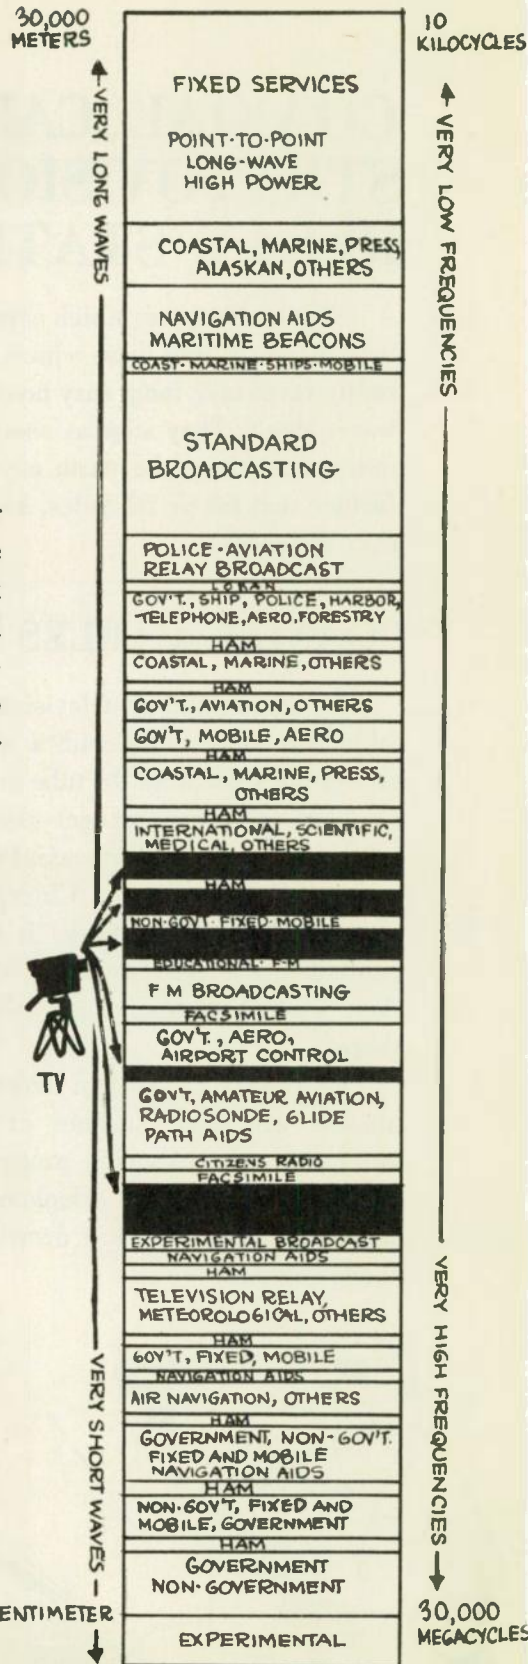 30,000
METERS
10
KILOCYCLES
VERY LONG WAVES
VERY LOW FREQUENCIES
FIXED SERVICES
POINT-TO-POINT
LONG-WAVE
HIGH POWER
COASTAL, MARINE, PRESS,
ALASKAN, OTHERS
NAVIGATION AIDS
MARITIME BEACONS
COAST-MARINE-SHIPS-MOBILE
STANDARD
BROADCASTING
POLICE-AVIATION
RELAY BROADCAST
LORAN
GOV'T., SHIP, POLICE, HARBOR,
TELEPHONE, AERO, FORESTRY
HAM
COASTAL, MARINE, OTHERS
HAM
GOV'T., AVIATION, OTHERS
GOV'T, MOBILE, AERO
HAM
COASTAL, MARINE, PRESS,
OTHERS
HAM
INTERNATIONAL, SCIENTIFIC,
MEDICAL, OTHERS
HAM
NON-GOVT-FIXED-MOBILE
EDUCATIONAL-F-M
FM BROADCASTING
FACSIMILE
GOV'T., AERO,
AIRPORT CONTROL
TV
GOV'T, AMATEUR AVIATION,
RADIOSONDE, GLIDE
PATH AIDS
CITIZENS RADIO
FACSIMILE
EXPERIMENTAL BROADCAST
NAVIGATION AIDS
HAM
TELEVISION RELAY,
METEOROLOGICAL, OTHERS
HAM
GOV'T, FIXED, MOBILE
NAVIGATION AIDS
AIR NAVIGATION, OTHERS
HAM
GOVERNMENT, NON-GOV'T.
FIXED AND MOBILE
NAVIGATION AIDS
HAM
NON-GOV'T, FIXED AND
MOBILE, GOVERNMENT
HAM
GOVERNMENT
NON-GOVERNMENT
EXPERIMENTAL
VERY SHORT WAVES
VERY HIGH FREQUENCIES
ENTIMETER
30,000
MEGACYCLES